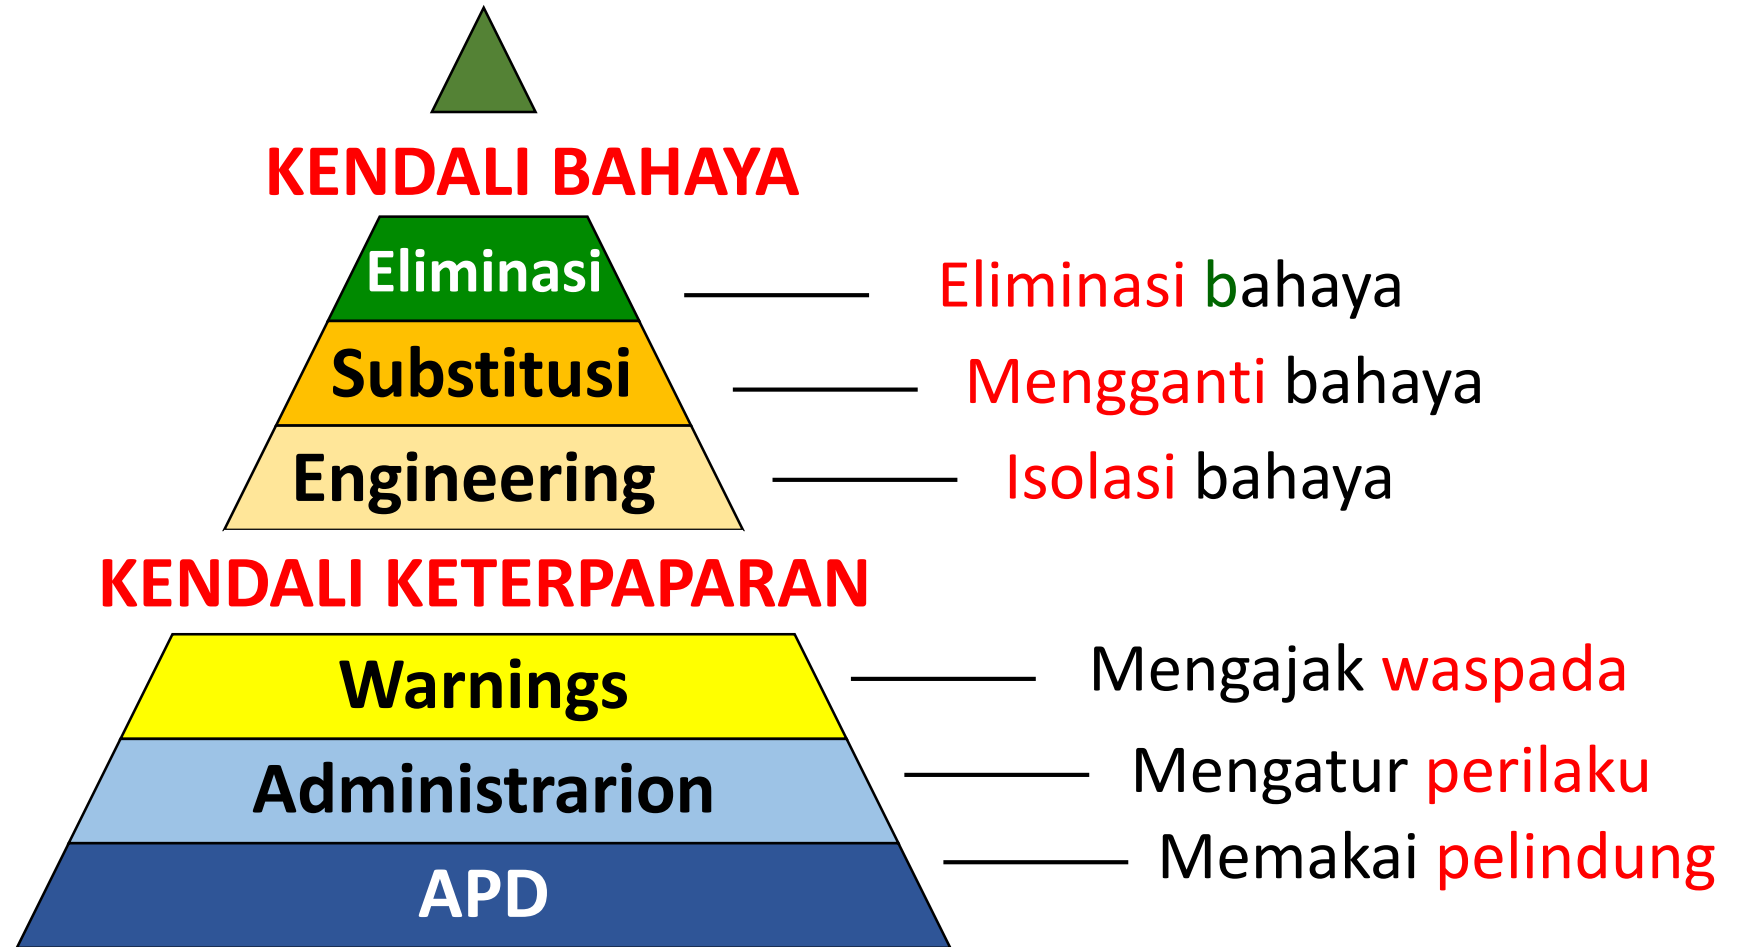 KENDALI BAHAYA
Eliminasi
Eliminasi bahaya
Substitusi
Mengganti bahaya
Engineering
Isolasi bahaya
KENDALI KETERPAPARAN
Warnings
Mengajak waspada
Administrarion
Mengatur perilaku
APD
Memakai pelindung